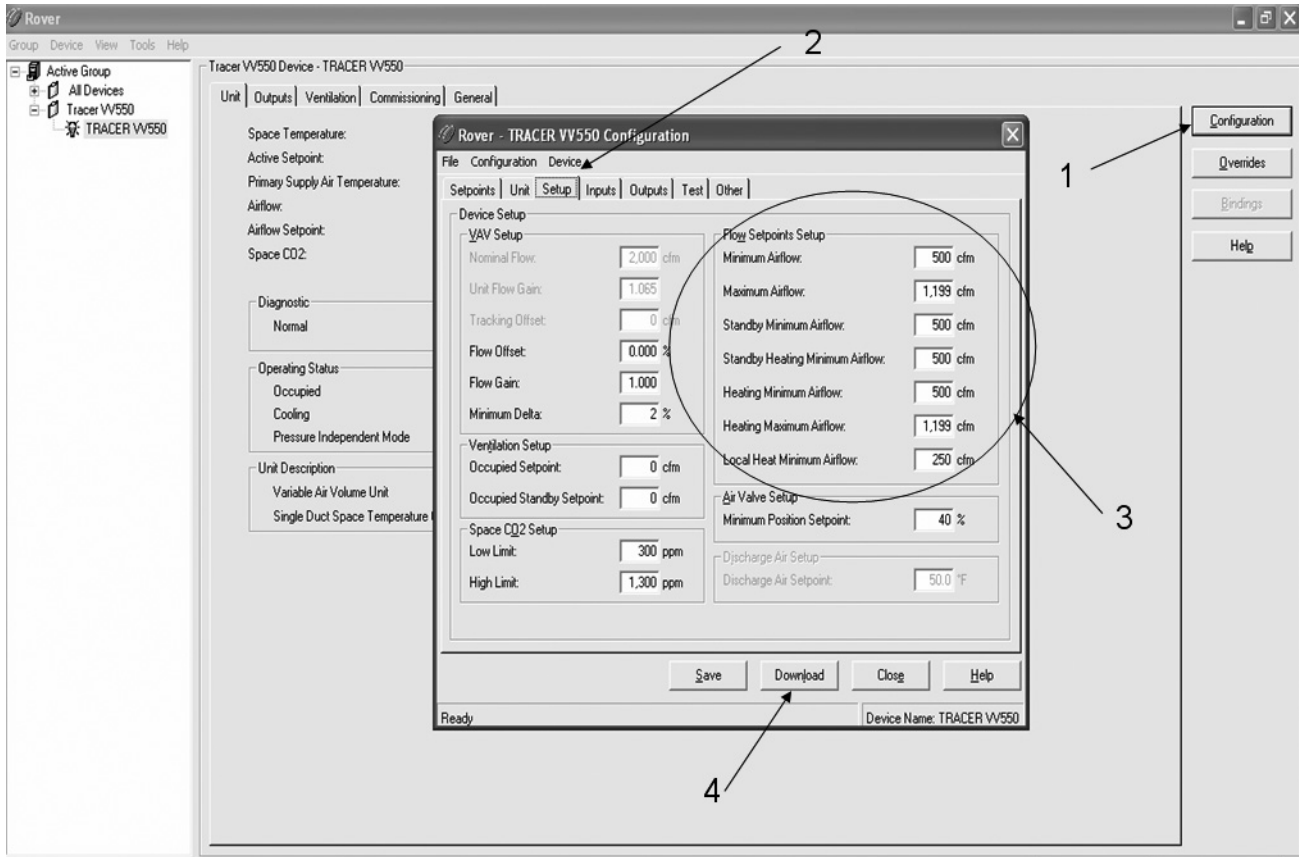 Rover
Group Device View Tools Help
2
Active Group
All Devices
Tracer VV550
TRACER VV550
Tracer VV550 Device - TRACER VV550
Unit Outputs Ventilation Commissioning General
Space Temperature:
Active Setpoint:
Primary Supply Air Temperature:
Airflow:
Airflow Setpoint:
Space CO2:
Diagnostic
Normal
Operating Status
Occupied
Cooling
Pressure Independent Mode
Unit Description
Variable Air Volume Unit
Single Duct Space Temperature
Rover - TRACER VV550 Configuration
File Configuration Device
Setpoints Unit Setup Inputs Outputs Test Other
Device Setup
VAV Setup
Nominal Flow: 2,000 cfm
Unit Flow Gain: 1.065
Tracking Offset: 0 cfm
Flow Offset: 0.000 %
Flow Gain: 1.000
Minimum Delta: 2 %
Ventilation Setup
Occupied Setpoint: 0 cfm
Occupied Standby Setpoint: 0 cfm
Space CO2 Setup
Low Limit: 300 ppm
High Limit: 1,300 ppm
Flow Setpoints Setup
Minimum Airflow: 500 cfm
Maximum Airflow: 1,199 cfm
Standby Minimum Airflow: 500 cfm
Standby Heating Minimum Airflow: 500 cfm
Heating Minimum Airflow: 500 cfm
Heating Maximum Airflow: 1,199 cfm
Local Heat Minimum Airflow: 250 cfm
Air Valve Setup
Minimum Position Setpoint: 40 %
Discharge Air Setup
Discharge Air Setpoint: 50.0 °F
Save Download Close Help
Ready
Device Name: TRACER VV550
1
Configuration
Overrides
Bindings
Help
3
4